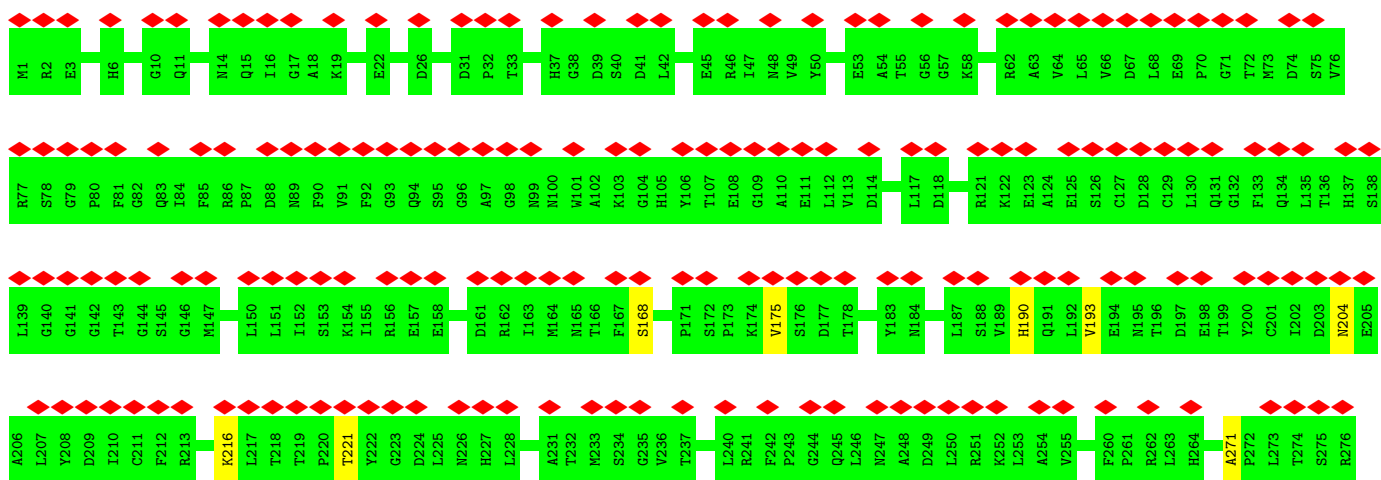 M1 R2 E3 H6 G10 Q11 N14 Q15 I16 G17 A18 K19 E22 D26 D31 P32 T33 H37 G38 D39 S40 D41 L42 E45 R46 I47 N48 V49 Y50 E53 A54 T55 G56 G57 K58 R62 A63 V64 L65 V66 D67 L68 E69 P70 G71 T72 M73 D74 S75 V76
R77 S78 G79 P80 F81 G82 Q83 I84 F85 R86 P87 D88 N89 F90 V91 F92 G93 Q94 S95 G96 A97 G98 N99 N100 W101 A102 K103 G104 H105 Y106 T107 E108 G109 A110 E111 L112 V113 D114 L117 D118 R121 K122 E123 A124 E125 S126 C127 D128 C129 L130 Q131 G132 F133 Q134 L135 T136 H137 S138
L139 G140 G141 G142 T143 G144 S145 G146 M147 L150 L151 I152 S153 K154 I155 R156 E157 E158 D161 R162 I163 M164 N165 T166 F167 S168 P171 S172 P173 K174 V175 S176 D177 T178 Y183 N184 L187 S188 V189 H190 Q191 L192 V193 E194 N195 T196 D197 E198 T199 Y200 C201 I202 D203 N204 E205
A206 L207 Y208 D209 I210 C211 F212 R213 K216 L217 T218 T219 P220 T221 Y222 G223 D224 L225 N226 H227 L228 A231 T232 M233 S234 G235 V236 T237 L240 R241 F242 P243 G244 Q245 L246 N247 A248 D249 L250 R251 K252 L253 A254 V255 F260 P261 R262 L263 H264 A271 P272 L273 T274 S275 R276